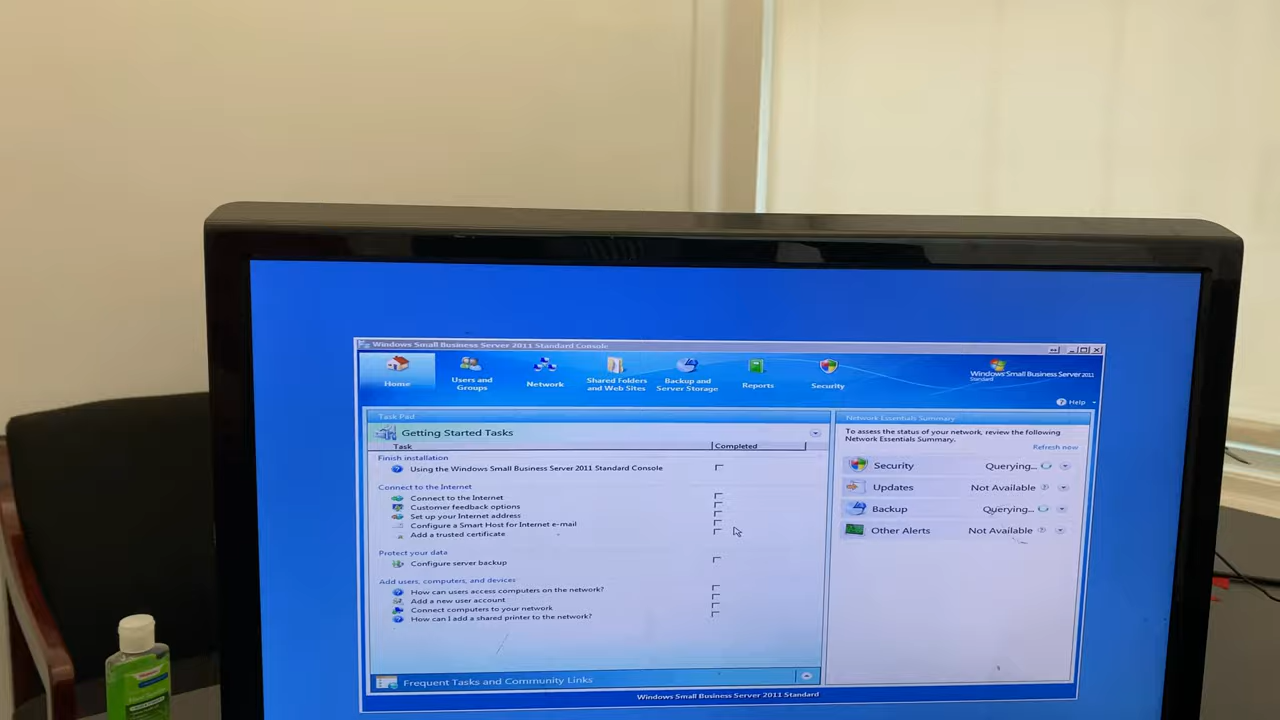 Windows Small Business Server 2011 Standard Console
Home
Users and Groups
Network
Shared Folders and Web Sites
Backup and Server Storage
Reports
Security
Windows Small Business Server 2011
Standard
Help
Task Pad
Getting Started Tasks
Task Completed
Finish installation
Using the Windows Small Business Server 2011 Standard Console
Connect to the Internet
Connect to the Internet
Customer feedback options
Set up your Internet address
Configure a Smart Host for Internet e-mail
Add a trusted certificate
Protect your data
Configure server backup
Add users, computers, and devices
How can users access computers on the network?
Add a new user account
Connect computers to your network
How can I add a shared printer to the network?
Frequent Tasks and Community Links
Network Essentials Summary
To assess the status of your network, review the following
Network Essentials Summary.
Refresh now
Security Querying...
Updates Not Available
Backup Querying...
Other Alerts Not Available
Windows Small Business Server 2011 Standard